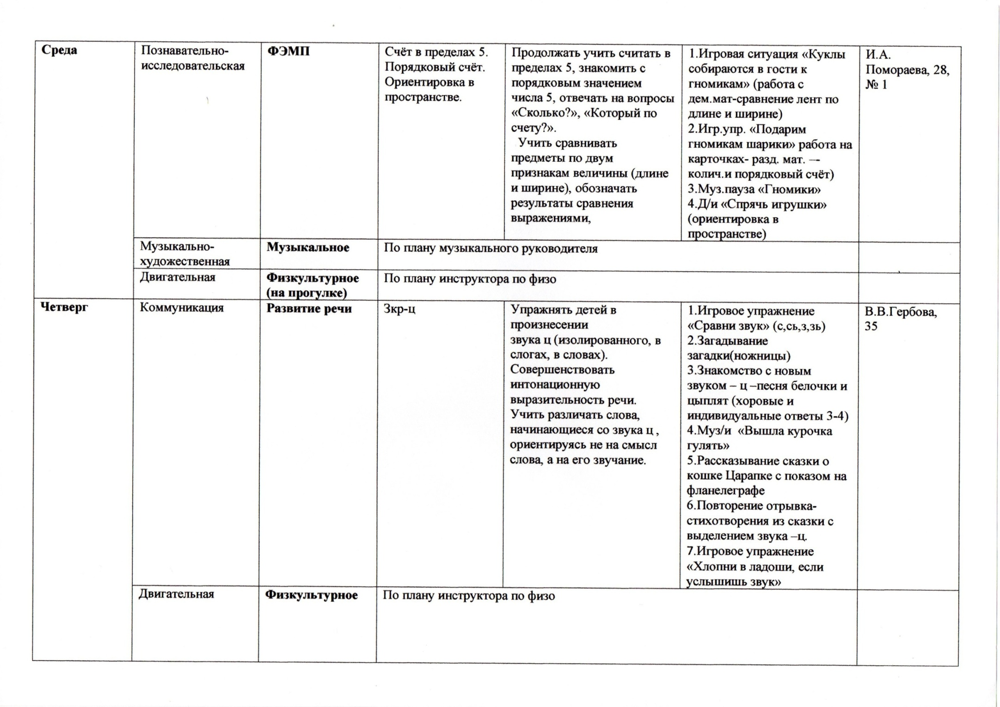 Среда
Познавательно-
исследовательская
ФЭМП
Счёт в пределах 5.
Порядковый счёт.
Ориентировка в
пространстве.
Продолжать учить считать в
пределах 5, знакомить с
порядковым значением
числа 5, отвечать на вопросы
«Сколько?», «Который по
счету?».
Учить сравнивать
предметы по двум
признакам величины (длине
и ширине), обозначать
результаты сравнения
выражениями,
1.Игровая ситуация «Куклы
собираются в гости к
гномикам» (работа с
дем.мат-сравнение лент по
длине и ширине)
2.Игр.упр. «Подарим
гномикам шарики» работа на
карточках- разд. мат. –-
колич.и порядковый счёт)
3.Муз.пауза «Гномики»
4.Д/и «Спрячь игрушки»
(ориентировка в
пространстве)
И.А.
Помораева, 28,
№ 1
Музыкально-
художественная
Музыкальное
По плану музыкального руководителя
Двигательная
Физкультурное
(на прогулке)
По плану инструктора по физо
Четверг
Коммуникация
Развитие речи
Зкр-ц
Упражнять детей в
произнесении
звука ц (изолированного, в
слогах, в словах).
Совершенствовать
интонационную
выразительность речи.
Учить различать слова,
начинающиеся со звука ц ,
ориентируясь не на смысл
слова, а на его звучание.
1.Игровое упражнение
«Сравни звук» (с,сь,з,зь)
2.Загадывание
загадки(ножницы)
3.Знакомство с новым
звуком – ц –песня белочки и
цыплят (хоровые и
индивидуальные ответы 3-4)
4.Муз/и «Вышла курочка
гулять»
5.Рассказывание сказки о
кошке Царапке с показом на
фланелеграфе
6.Повторение отрывка-
стихотворения из сказки с
выделением звука –ц.
7.Игровое упражнение
«Хлопни в ладоши, если
услышишь звук»
В.В.Гербова,
35
Двигательная
Физкультурное
По плану инструктора по физо